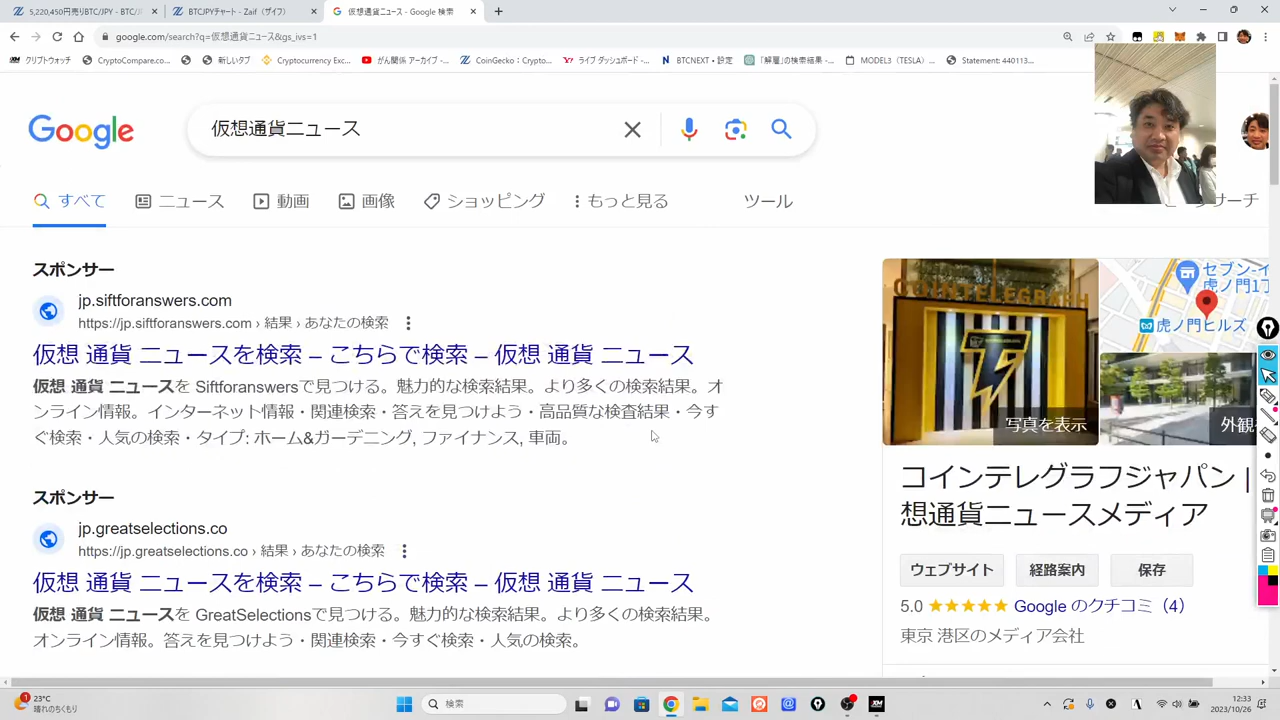 5,220,450円売りBTC/JPY - BTC/J
BTCJPYチャート - Zaif（ザイフ）
仮想通貨ニュース - Google 検索
google.com/search?q=仮想通貨ニュース&gs_ivs=1
クリプトウォッチ
CryptoCompare.co...
新しいタブ
Cryptocurrency Exc...
がん関係 アーカイブ -...
CoinGecko：Crypto...
ライブ ダッシュボード -...
BTCNEXT • 設定
「解雇」の検索結果 -...
MODEL3（TESLA）...
Statement: 440113...
Google
仮想通貨ニュース
すべて
ニュース
動画
画像
ショッピング
もっと見る
ツール
サーチ
スポンサー
jp.siftforanswers.com
https://jp.siftforanswers.com › 結果 › あなたの検索
仮想 通貨 ニュースを検索 – こちらで検索 – 仮想 通貨 ニュース
仮想 通貨 ニュースを Siftforanswersで見つける。魅力的な検索結果。より多くの検索結果。オ
ンライン情報。インターネット情報・関連検索・答えを見つけよう・高品質な検査結果・今す
ぐ検索・人気の検索・タイプ: ホーム&ガーデニング, ファイナンス, 車両。
スポンサー
jp.greatselections.co
https://jp.greatselections.co › 結果 › あなたの検索
仮想 通貨 ニュースを検索 – こちらで検索 – 仮想 通貨 ニュース
仮想 通貨 ニュースを GreatSelectionsで見つける。魅力的な検索結果。より多くの検索結果。
オンライン情報。答えを見つけよう・関連検索・今すぐ検索・人気の検索。
COINTELEGRAPH
写真を表示
セブン-イ
虎ノ門1丁
虎ノ門ヒルズ
外観
コインテレグラフジャパン |
想通貨ニュースメディア
ウェブサイト
経路案内
保存
5.0
Google のクチコミ（4）
東京 港区のメディア会社
1
23°C
晴れのちくもり
検索
XM
A
12:33
2023/10/26